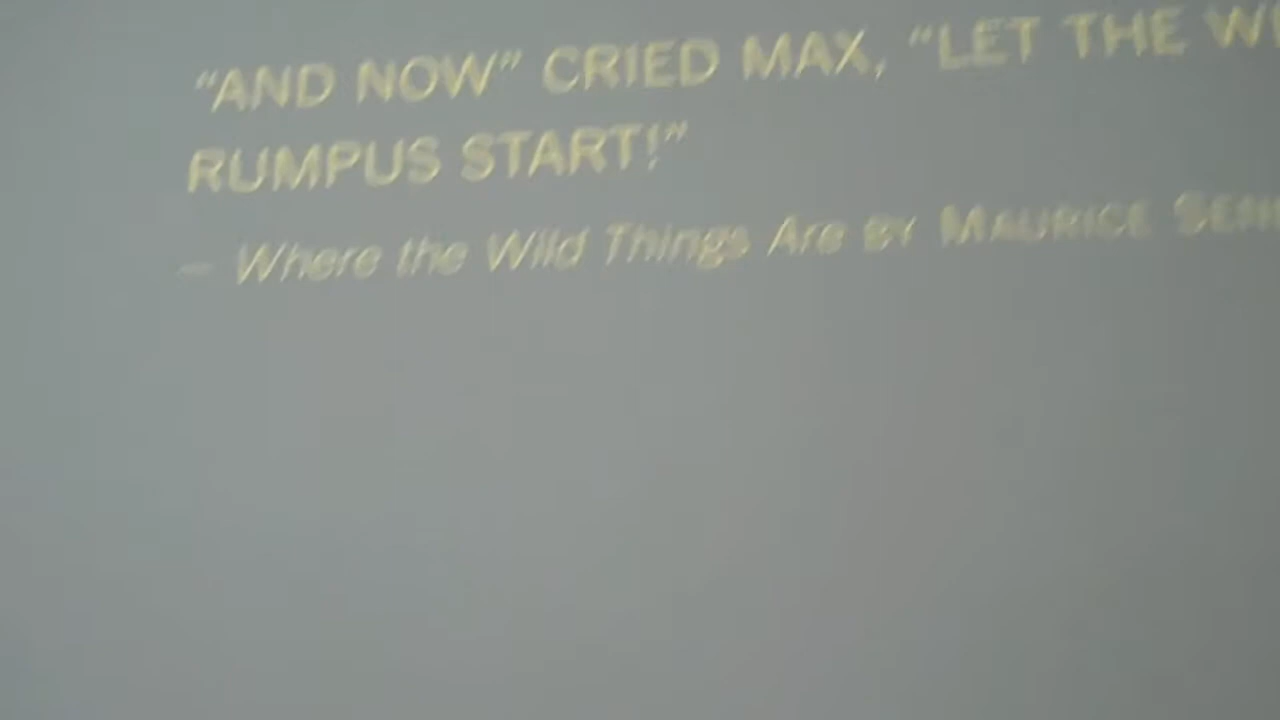 “AND NOW” CRIED MAX, “LET THE
RUMPUS START!”
– Where the Wild Things Are BY MAURICE